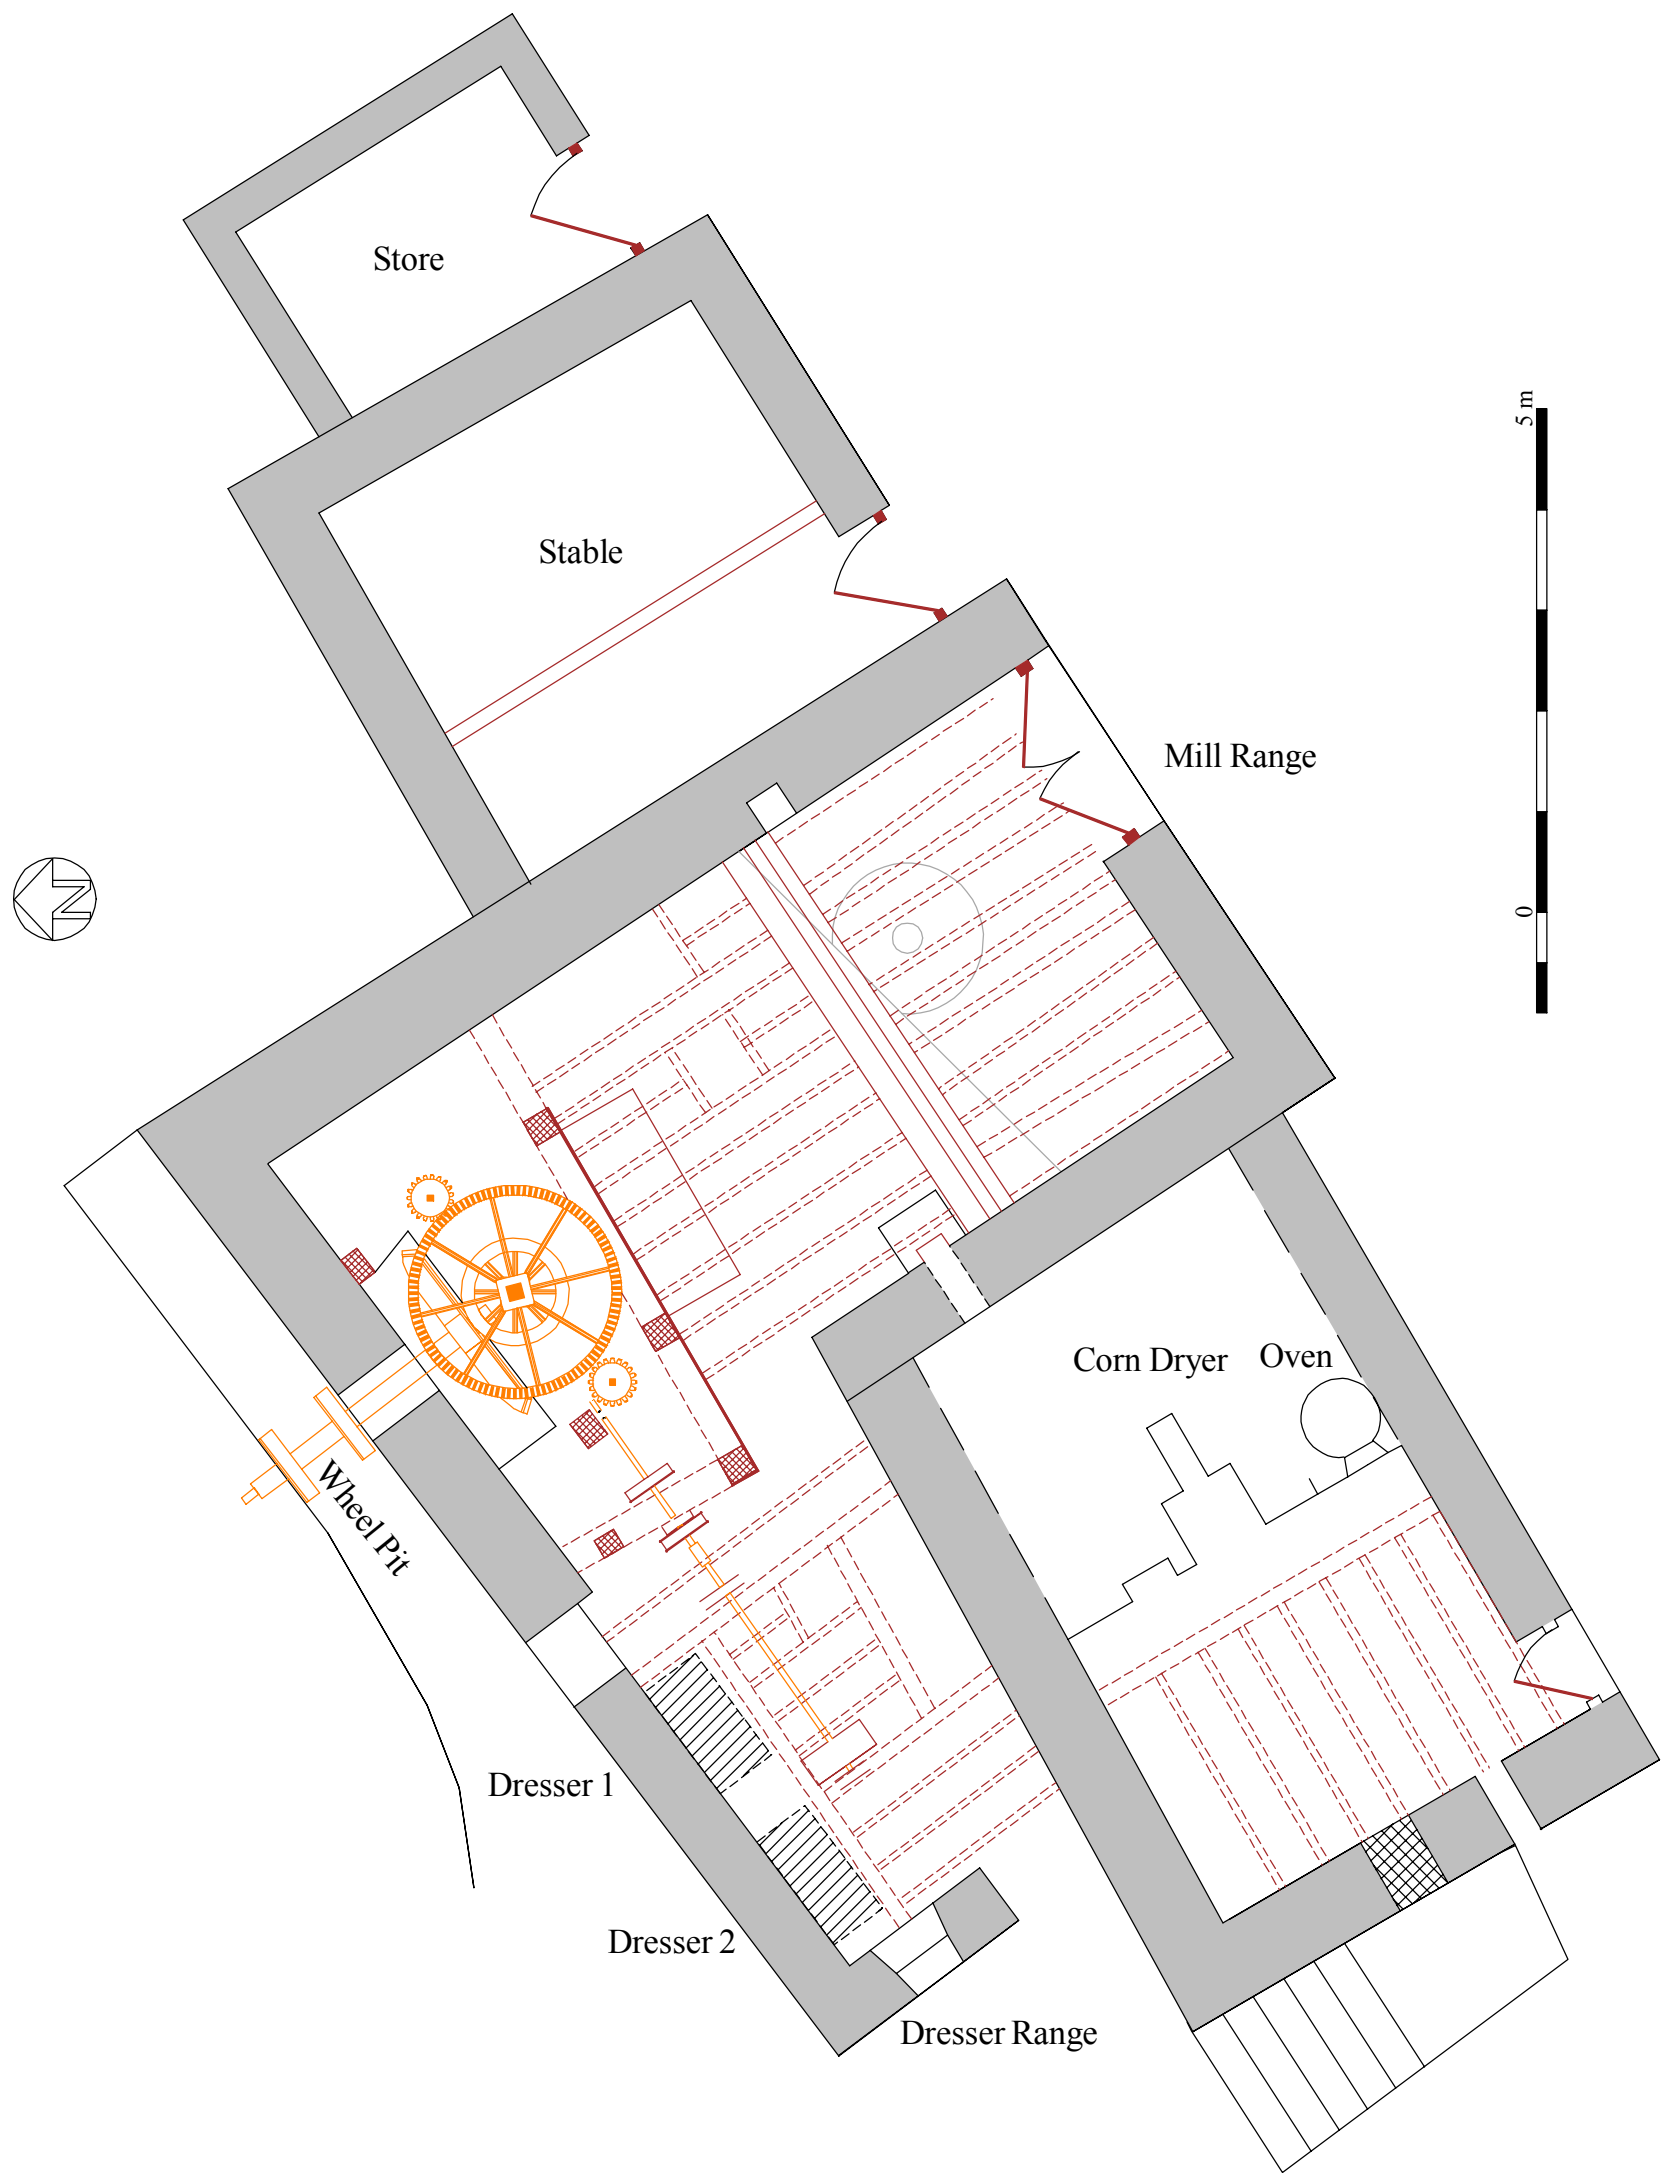 Store
5 m
Stable
Mill Range
N
0
Corn Dryer
Oven
Wheel Pit
Dresser 1
Dresser 2
Dresser Range